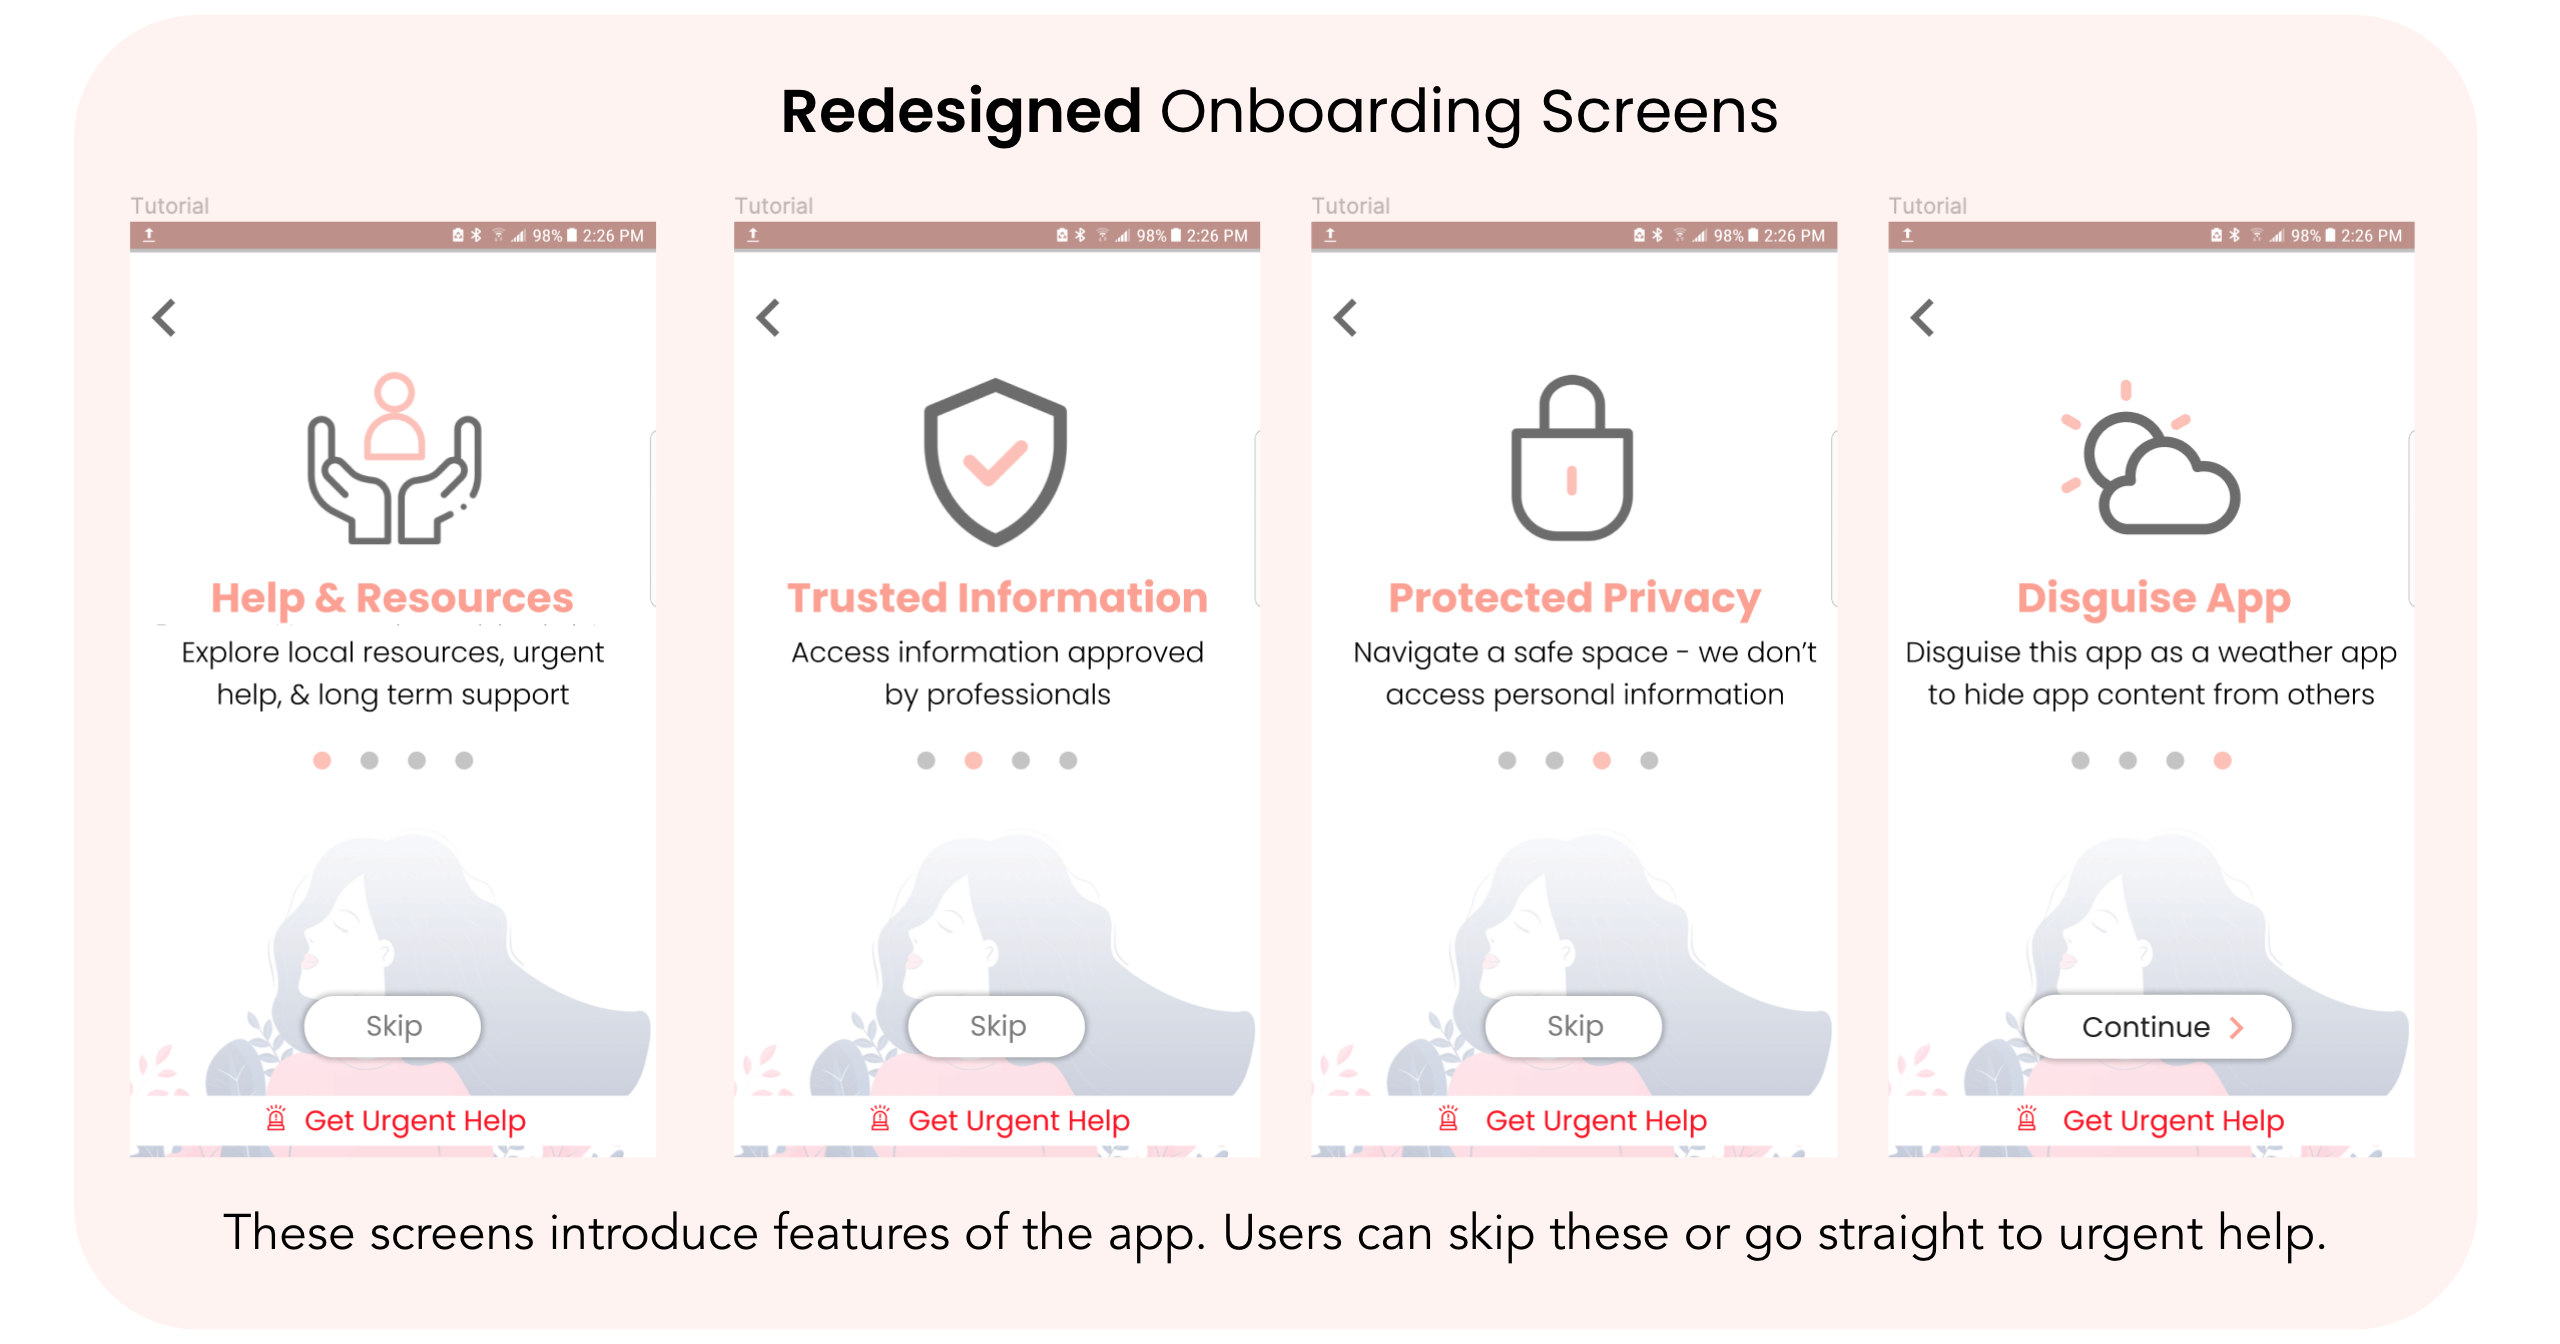 Redesigned Onboarding Screens
Tutorial
98% 2:26 PM
Help & Resources
Explore local resources, urgent
help, & long term support
Skip
Get Urgent Help
Tutorial
98% 2:26 PM
Trusted Information
Access information approved
by professionals
Skip
Get Urgent Help
Tutorial
98% 2:26 PM
Protected Privacy
Navigate a safe space - we don't
access personal information
Skip
Get Urgent Help
Tutorial
98% 2:26 PM
Disguise App
Disguise this app as a weather app
to hide app content from others
Continue
Get Urgent Help
These screens introduce features of the app. Users can skip these or go straight to urgent help.